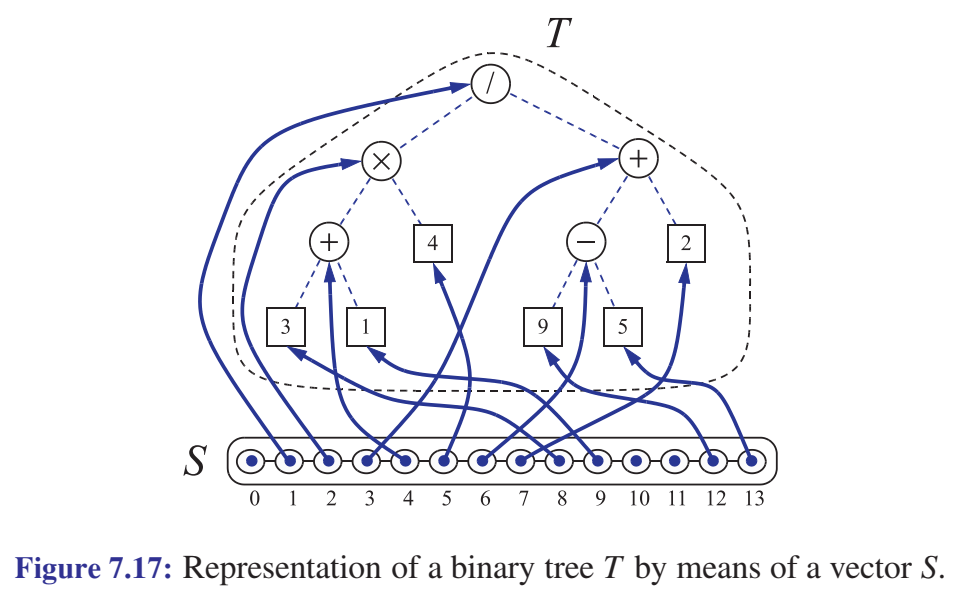 T
/
×
+
+
4
−
2
3
1
9
5
S
0 1 2 3 4 5 6 7 8 9 10 11 12 13
Figure 7.17: Representation of a binary tree T by means of a vector S.